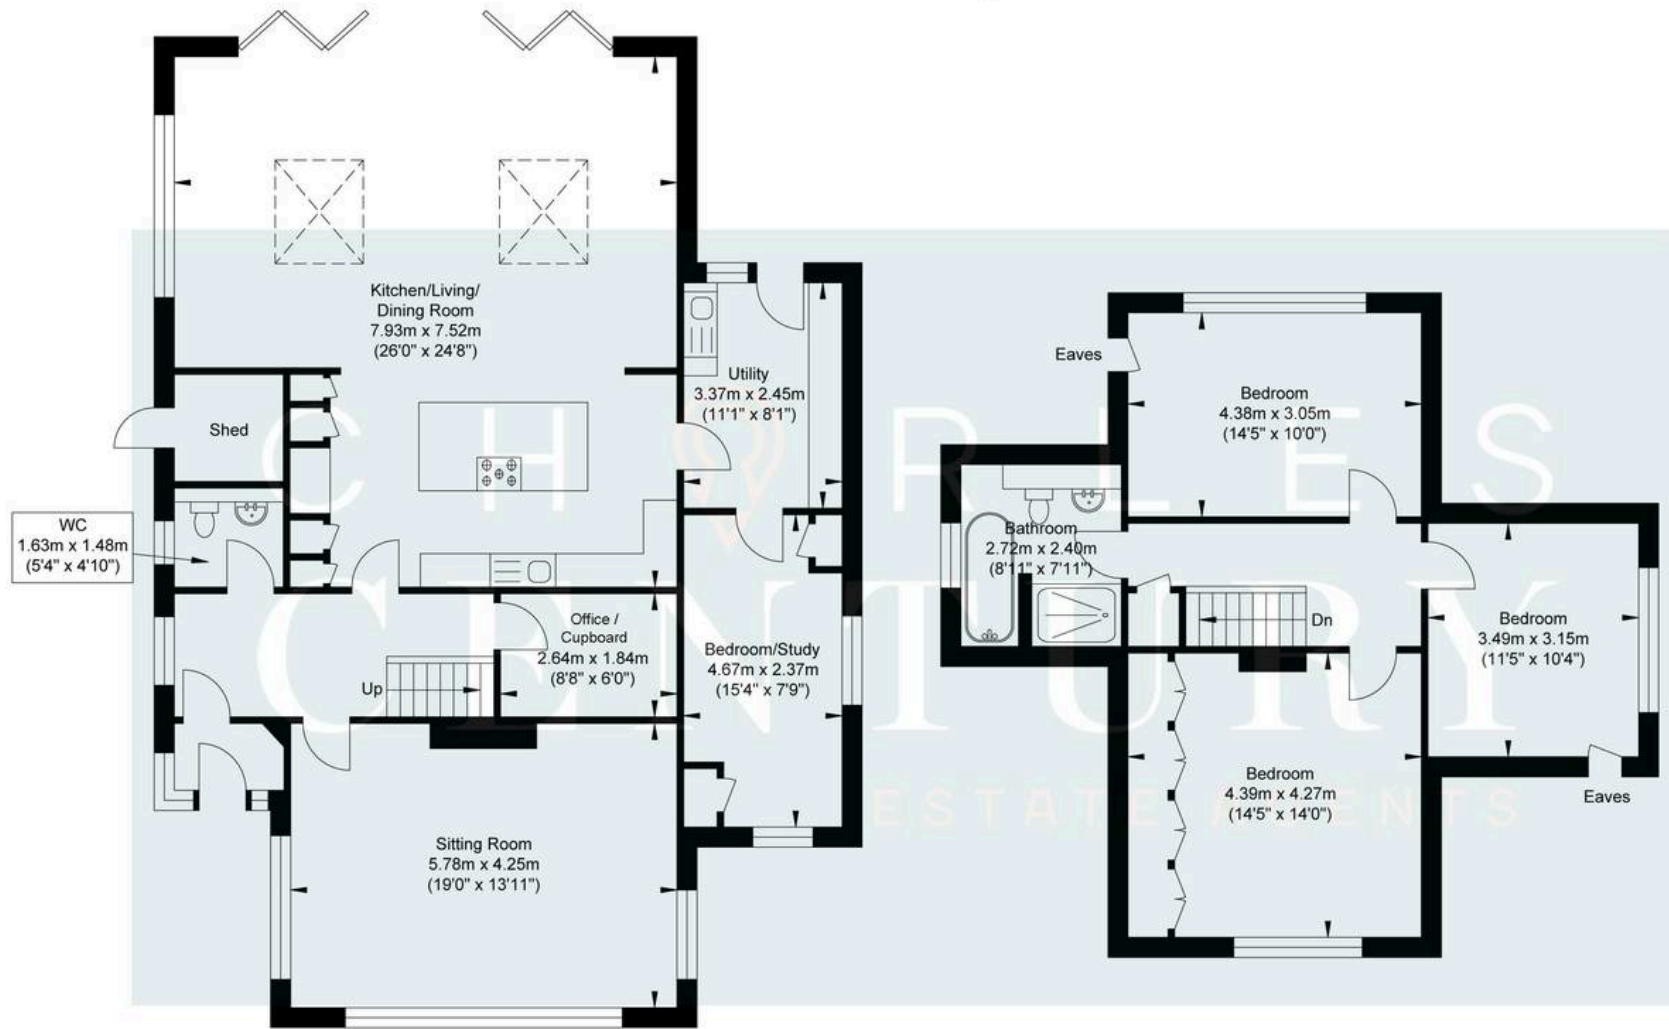 Kitchen/Living/
Dining Room
7.93m x 7.52m
(26'0" x 24'8")
Utility
3.37m x 2.45m
(11'1" x 8'1")
Shed
WC
1.63m x 1.48m
(5'4" x 4'10")
Office /
Cupboard
2.64m x 1.84m
(8'8" x 6'0")
Up
Bedroom/Study
4.67m x 2.37m
(15'4" x 7'9")
Sitting Room
5.78m x 4.25m
(19'0" x 13'11")
Eaves
Bedroom
4.38m x 3.05m
(14'5" x 10'0")
Bathroom
2.72m x 2.40m
(8'11" x 7'11")
Dn
Bedroom
3.49m x 3.15m
(11'5" x 10'4")
Bedroom
4.39m x 4.27m
(14'5" x 14'0")
Eaves
CHARLES
CENTURY
ESTATE AGENTS